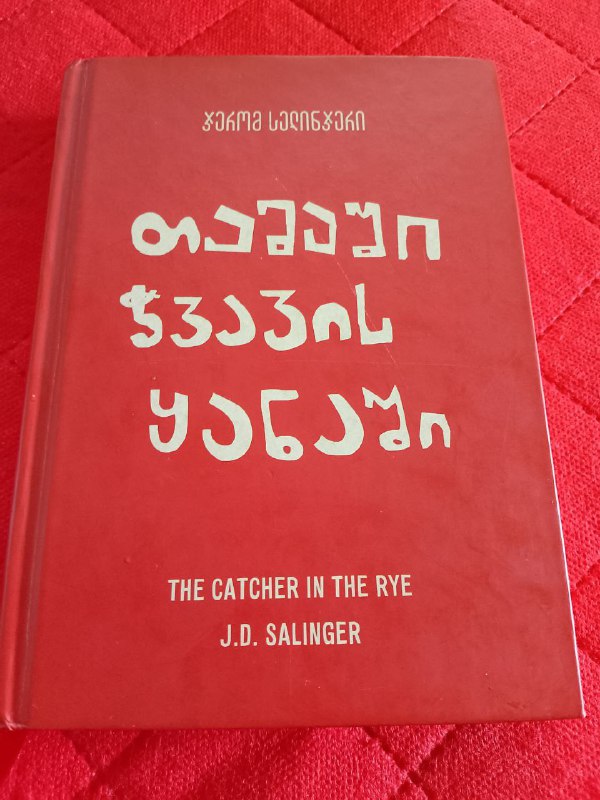 ჯერომ სელინჯერი
თამაში
ჭვავის
ყანაში
THE CATCHER IN THE RYE
J.D. SALINGER